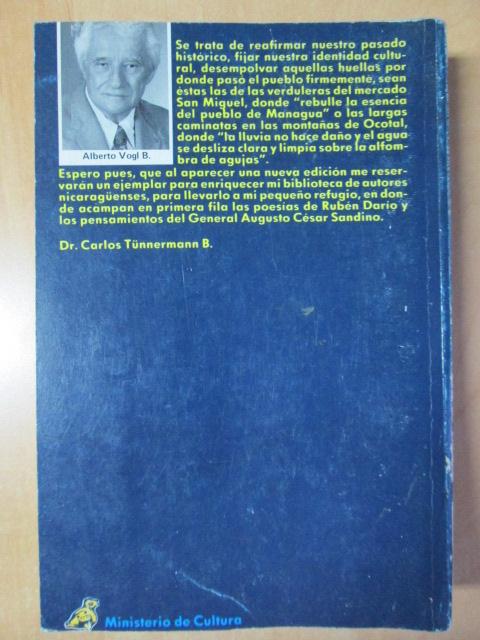 Se trata de reafirmar nuestro pasado
histórico, fijar nuestra identidad cultu-
ral, desempolvar aquellas huellas por
donde pasó el pueblo firmemente, sean
éstas las de las verduleras del mercado
San Miguel, donde “rebulle la esencia
del pueblo de Managua” o las largas
caminatas en las montañas de Ocotal,
donde “la lluvia no hace daño y el agua
se desliza clara y limpia sobre la alfom-
bra de agujas”.
Alberto Vogl B.
Espero pues, que al aparecer una nueva edición me reser-
varán un ejemplar para enriquecer mi biblioteca de autores
nicaragüenses, para llevarlo a mi pequeño refugio, en don-
de acampan en primera fila las poesías de Rubén Darío y
los pensamientos del General Augusto César Sandino.
Dr. Carlos Tünnermann B.
Ministerio de Cultura